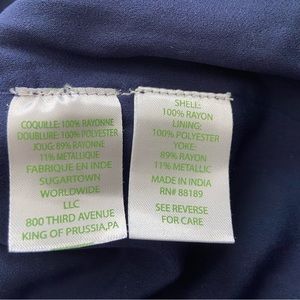 COQUILLE: 100% RAYONNE
DOUBLURE: 100% POLYESTER
JOUG: 89% RAYONNE
11% METALLIQUE
FABRIQUE EN INDE
SUGARTOWN
WORLDWIDE
LLC
800 THIRD AVENUE
KING OF PRUSSIA,PA
SHELL:
100% RAYON
LINING:
100% POLYESTER
YOKE:
89% RAYON
11% METALLIC
MADE IN INDIA
RN# 88189
SEE REVERSE
FOR CARE